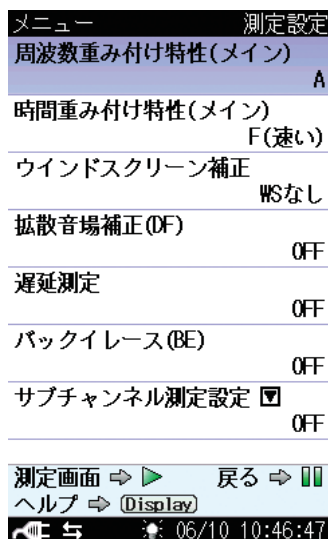 メニュー 測定設定
周波数重み付け特性(メイン)
A
時間重み付け特性(メイン)
F(速い)
ウインドスクリーン補正
WSなし
拡散音場補正(DF)
OFF
遅延測定
OFF
バックイレース(BE)
OFF
サブチャンネル測定設定 ▼
OFF
測定画面 ⇨ ▷ 戻る ⇨ ▯▯
ヘルプ ⇨ (Display)
06/10 10:46:47